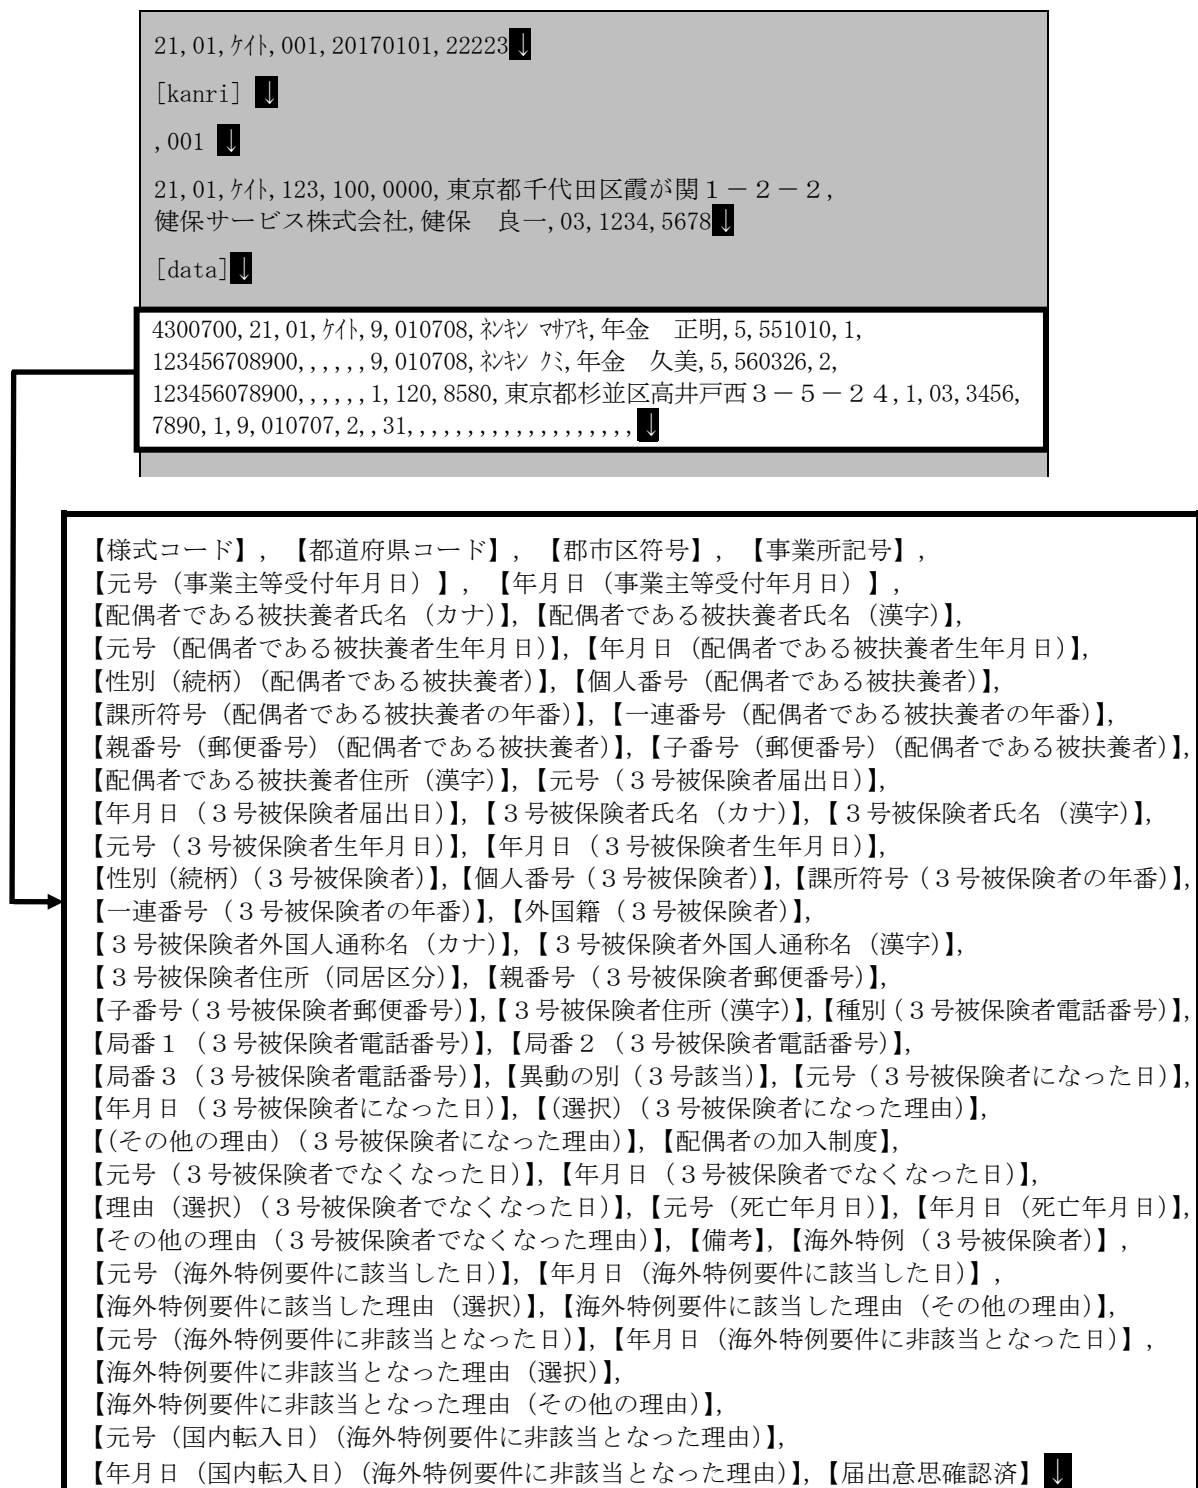 21,01,ｹｲﾄ,001,20170101,22223↓
[kanri] ↓
,001 ↓
21,01,ｹｲﾄ,123,100,0000,東京都千代田区霞が関１－２－２,
健保サービス株式会社,健保　良一,03,1234,5678↓
[data]↓
4300700,21,01,ｹｲﾄ,9,010708,ﾈﾝｷﾝ ﾏｻｱｷ,年金　正明,5,551010,1,
123456708900,,,,,,9,010708,ﾈﾝｷﾝ ｸﾐ,年金　久美,5,560326,2,
123456078900,,,,,,1,120,8580,東京都杉並区高井戸西３－５－２４,1,03,3456,
7890,1,9,010707,2,,31,,,,,,,,,,,,,,,,,,,↓
【様式コード】, 【都道府県コード】, 【郡市区符号】, 【事業所記号】,
【元号（事業主等受付年月日）】, 【年月日（事業主等受付年月日）】,
【配偶者である被扶養者氏名（カナ）】,【配偶者である被扶養者氏名（漢字）】,
【元号（配偶者である被扶養者生年月日）】,【年月日（配偶者である被扶養者生年月日）】,
【性別（続柄）（配偶者である被扶養者）】,【個人番号（配偶者である被扶養者）】,
【課所符号（配偶者である被扶養者の年番）】,【一連番号（配偶者である被扶養者の年番）】,
【親番号（郵便番号）（配偶者である被扶養者）】,【子番号（郵便番号）（配偶者である被扶養者）】,
【配偶者である被扶養者住所（漢字）】,【元号（３号被保険者届出日）】,
【年月日（３号被保険者届出日）】,【３号被保険者氏名（カナ）】,【３号被保険者氏名（漢字）】,
【元号（３号被保険者生年月日）】,【年月日（３号被保険者生年月日）】,
【性別（続柄）（３号被保険者）】,【個人番号（３号被保険者）】,【課所符号（３号被保険者の年番）】,
【一連番号（３号被保険者の年番）】,【外国籍（３号被保険者）】,
【３号被保険者外国人通称名（カナ）】,【３号被保険者外国人通称名（漢字）】,
【３号被保険者住所（同居区分）】,【親番号（３号被保険者郵便番号）】,
【子番号（３号被保険者郵便番号）】,【３号被保険者住所（漢字）】,【種別（３号被保険者電話番号）】,
【局番１（３号被保険者電話番号）】,【局番２（３号被保険者電話番号）】,
【局番３（３号被保険者電話番号）】,【異動の別（３号該当）】,【元号（３号被保険者になった日）】,
【年月日（３号被保険者になった日）】,【（選択）（３号被保険者になった理由）】,
【（その他の理由）（３号被保険者になった理由）】,【配偶者の加入制度】,
【元号（３号被保険者でなくなった日）】,【年月日（３号被保険者でなくなった日）】,
【理由（選択）（３号被保険者でなくなった日）】,【元号（死亡年月日）】,【年月日（死亡年月日）】,
【その他の理由（３号被保険者でなくなった理由）】,【備考】,【海外特例（３号被保険者）】,
【元号（海外特例要件に該当した日）】,【年月日（海外特例要件に該当した日）】,
【海外特例要件に該当した理由（選択）】,【海外特例要件に該当した理由（その他の理由）】,
【元号（海外特例要件に非該当となった日）】,【年月日（海外特例要件に非該当となった日）】,
【海外特例要件に非該当となった理由（選択）】,
【海外特例要件に非該当となった理由（その他の理由）】,
【元号（国内転入日）（海外特例要件に非該当となった理由）】,
【年月日（国内転入日）（海外特例要件に非該当となった理由）】,【届出意思確認済】↓